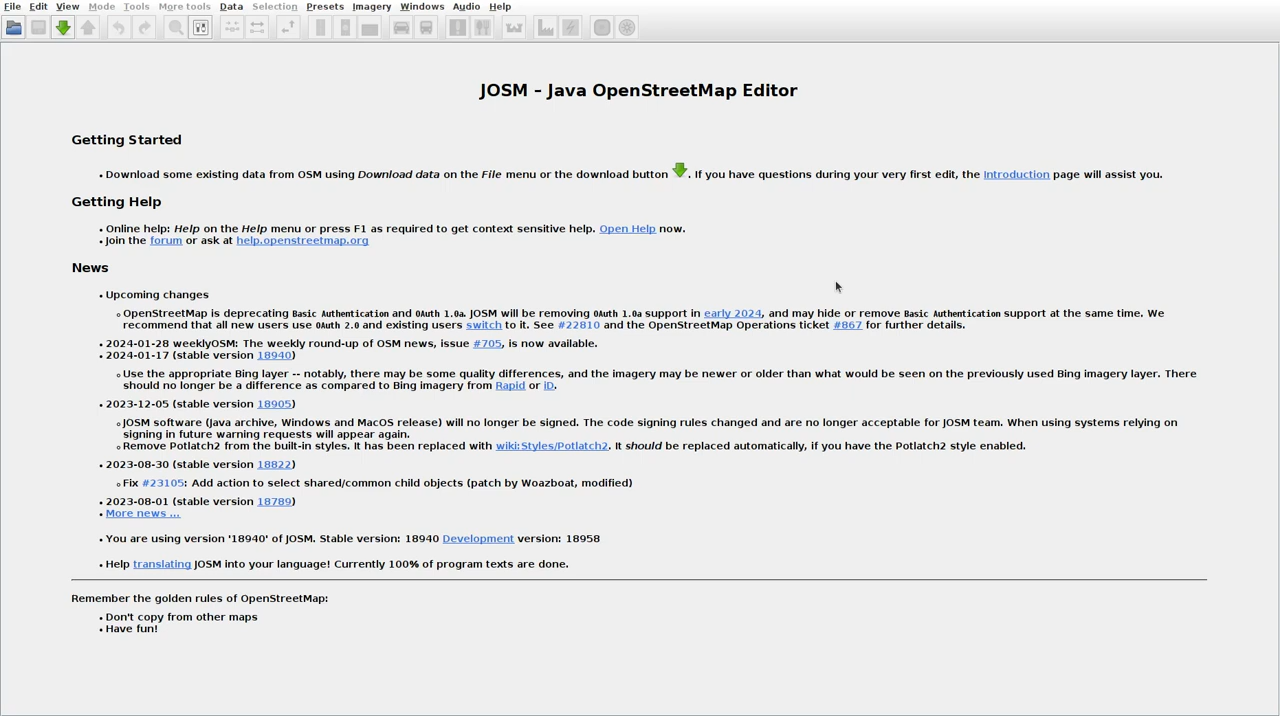 File Edit View Mode Tools More tools Data Selection Presets Imagery Windows Audio Help
JOSM – Java OpenStreetMap Editor
Getting Started
• Download some existing data from OSM using Download data on the File menu or the download button . If you have questions during your very first edit, the Introduction page will assist you.
Getting Help
• Online help: Help on the Help menu or press F1 as required to get context sensitive help. Open Help now.
• Join the forum or ask at help.openstreetmap.org
News
• Upcoming changes
◦ OpenStreetMap is deprecating Basic Authentication and OAuth 1.0a. JOSM will be removing OAuth 1.0a support in early 2024, and may hide or remove Basic Authentication support at the same time. We
recommend that all new users use OAuth 2.0 and existing users switch to it. See #22810 and the OpenStreetMap Operations ticket #867 for further details.
• 2024-01-28 weeklyOSM: The weekly round-up of OSM news, issue #705, is now available.
• 2024-01-17 (stable version 18940)
◦ Use the appropriate Bing layer -- notably, there may be some quality differences, and the imagery may be newer or older than what would be seen on the previously used Bing imagery layer. There
should no longer be a difference as compared to Bing imagery from Rapid or iD.
• 2023-12-05 (stable version 18905)
◦ JOSM software (Java archive, Windows and MacOS release) will no longer be signed. The code signing rules changed and are no longer acceptable for JOSM team. When using systems relying on
signing in future warning requests will appear again.
◦ Remove Potlatch2 from the built-in styles. It has been replaced with wiki:Styles/Potlatch2. It should be replaced automatically, if you have the Potlatch2 style enabled.
• 2023-08-30 (stable version 18822)
◦ Fix #23105: Add action to select shared/common child objects (patch by Woazboat, modified)
• 2023-08-01 (stable version 18789)
• More news ...
• You are using version '18940' of JOSM. Stable version: 18940 Development version: 18958
• Help translating JOSM into your language! Currently 100% of program texts are done.
Remember the golden rules of OpenStreetMap:
• Don't copy from other maps
• Have fun!